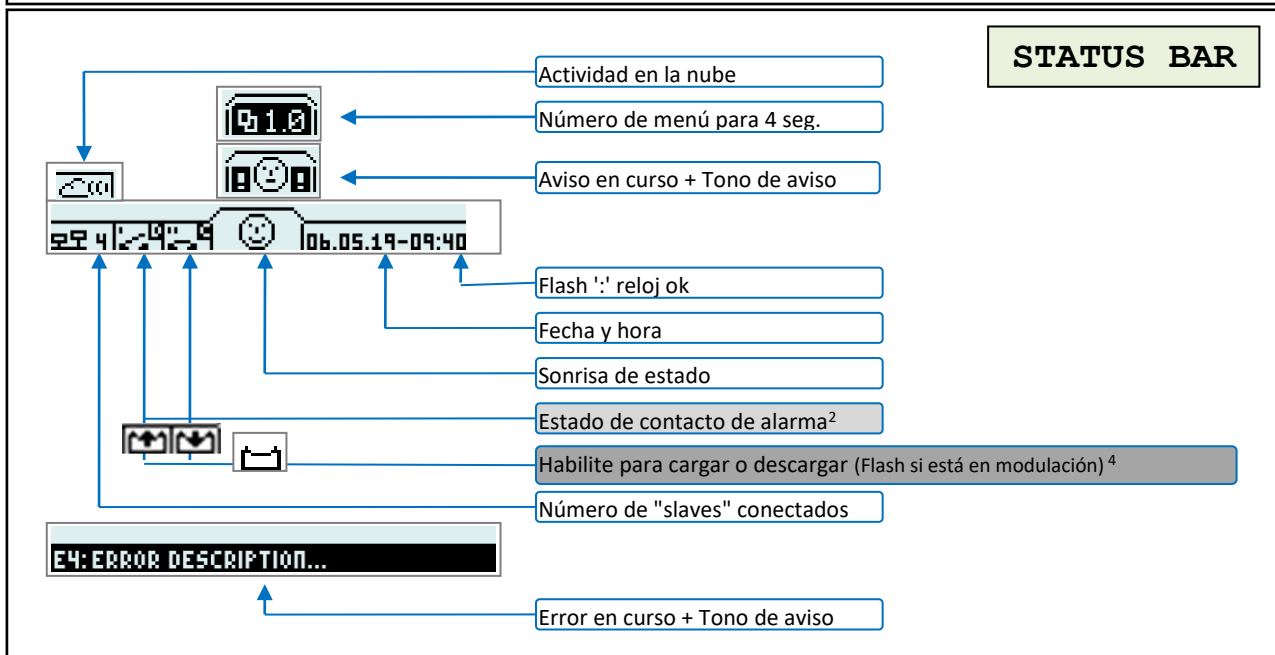 STATUS BAR
Actividad en la nube
Número de menú para 4 seg.
1.0
Aviso en curso + Tono de aviso
4
06.05.19-09:40
Flash ':' reloj ok
Fecha y hora
Sonrisa de estado
Estado de contacto de alarma²
Habilite para cargar o descargar (Flash si está en modulación) ⁴
Número de "slaves" conectados
E4: ERROR DESCRIPTION...
Error en curso + Tono de aviso